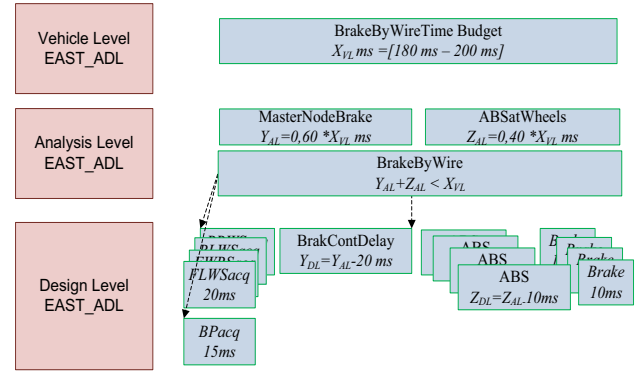 Vehicle Level
EAST_ADL
BrakeByWireTime Budget
X_VL ms =[180 ms – 200 ms]
Analysis Level
EAST_ADL
MasterNodeBrake
Y_AL=0,60 *X_VL ms
ABSatWheels
Z_AL=0,40 *X_VL ms
BrakeByWire
Y_AL+Z_AL < X_VL
Design Level
EAST_ADL
FLWSacq
20ms
BPacq
15ms
BrakContDelay
Y_DL=Y_AL-20 ms
ABS
ABS
ABS
Z_DL=Z_AL-10ms
Brake
Brake
Brake
10ms